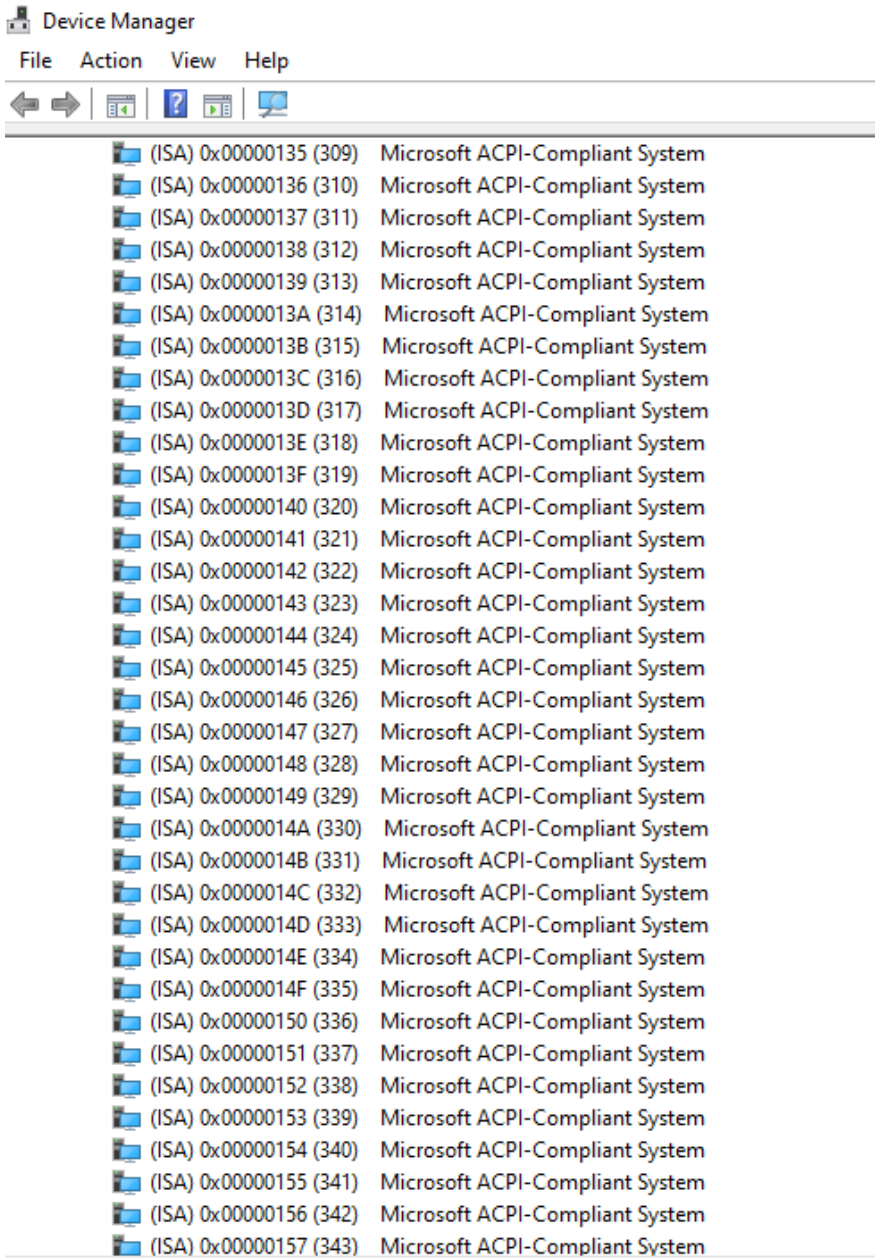 Device Manager
File Action View Help
(ISA) 0x00000135 (309) Microsoft ACPI-Compliant System
(ISA) 0x00000136 (310) Microsoft ACPI-Compliant System
(ISA) 0x00000137 (311) Microsoft ACPI-Compliant System
(ISA) 0x00000138 (312) Microsoft ACPI-Compliant System
(ISA) 0x00000139 (313) Microsoft ACPI-Compliant System
(ISA) 0x0000013A (314) Microsoft ACPI-Compliant System
(ISA) 0x0000013B (315) Microsoft ACPI-Compliant System
(ISA) 0x0000013C (316) Microsoft ACPI-Compliant System
(ISA) 0x0000013D (317) Microsoft ACPI-Compliant System
(ISA) 0x0000013E (318) Microsoft ACPI-Compliant System
(ISA) 0x0000013F (319) Microsoft ACPI-Compliant System
(ISA) 0x00000140 (320) Microsoft ACPI-Compliant System
(ISA) 0x00000141 (321) Microsoft ACPI-Compliant System
(ISA) 0x00000142 (322) Microsoft ACPI-Compliant System
(ISA) 0x00000143 (323) Microsoft ACPI-Compliant System
(ISA) 0x00000144 (324) Microsoft ACPI-Compliant System
(ISA) 0x00000145 (325) Microsoft ACPI-Compliant System
(ISA) 0x00000146 (326) Microsoft ACPI-Compliant System
(ISA) 0x00000147 (327) Microsoft ACPI-Compliant System
(ISA) 0x00000148 (328) Microsoft ACPI-Compliant System
(ISA) 0x00000149 (329) Microsoft ACPI-Compliant System
(ISA) 0x0000014A (330) Microsoft ACPI-Compliant System
(ISA) 0x0000014B (331) Microsoft ACPI-Compliant System
(ISA) 0x0000014C (332) Microsoft ACPI-Compliant System
(ISA) 0x0000014D (333) Microsoft ACPI-Compliant System
(ISA) 0x0000014E (334) Microsoft ACPI-Compliant System
(ISA) 0x0000014F (335) Microsoft ACPI-Compliant System
(ISA) 0x00000150 (336) Microsoft ACPI-Compliant System
(ISA) 0x00000151 (337) Microsoft ACPI-Compliant System
(ISA) 0x00000152 (338) Microsoft ACPI-Compliant System
(ISA) 0x00000153 (339) Microsoft ACPI-Compliant System
(ISA) 0x00000154 (340) Microsoft ACPI-Compliant System
(ISA) 0x00000155 (341) Microsoft ACPI-Compliant System
(ISA) 0x00000156 (342) Microsoft ACPI-Compliant System
(ISA) 0x00000157 (343) Microsoft ACPI-Compliant System